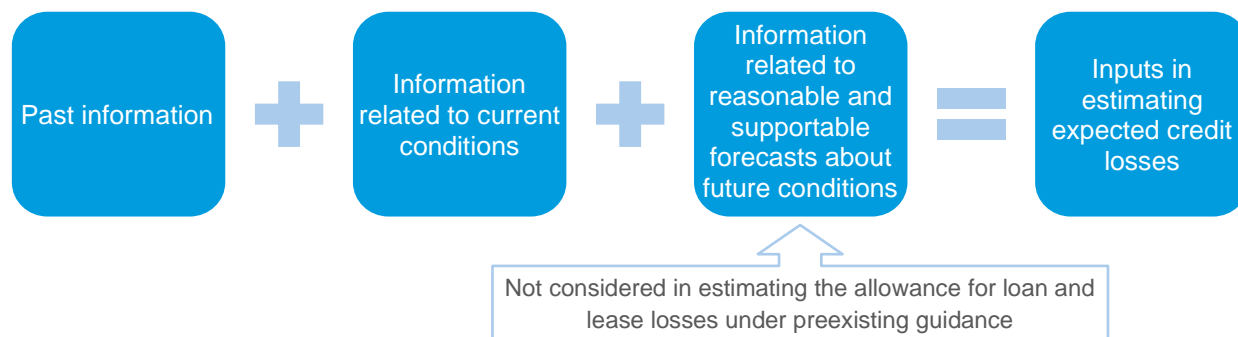 Past information
Information
related to current
conditions
Information
related to
reasonable and
supportable
forecasts about
future conditions
Inputs in
estimating
expected credit
losses
Not considered in estimating the allowance for loan and
lease losses under preexisting guidance